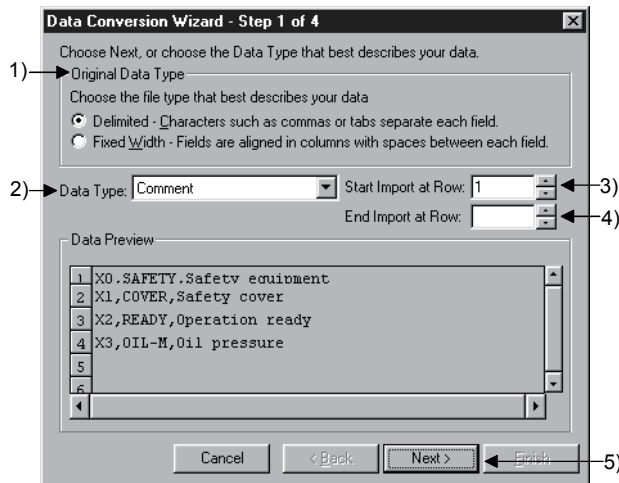 Data Conversion Wizard - Step 1 of 4
Choose Next, or choose the Data Type that best describes your data.
1) Original Data Type
Choose the file type that best describes your data
Delimited - Characters such as commas or tabs separate each field.
Fixed Width - Fields are aligned in columns with spaces between each field.
2) Data Type: Comment Start Import at Row: 1 3)
End Import at Row: 4)
Data Preview
1 X0,SAFETY,Safety equipment
2 X1,COVER,Safety cover
3 X2,READY,Operation ready
4 X3,OIL-M,Oil pressure
5
6
Cancel < Back Next > Finish 5)